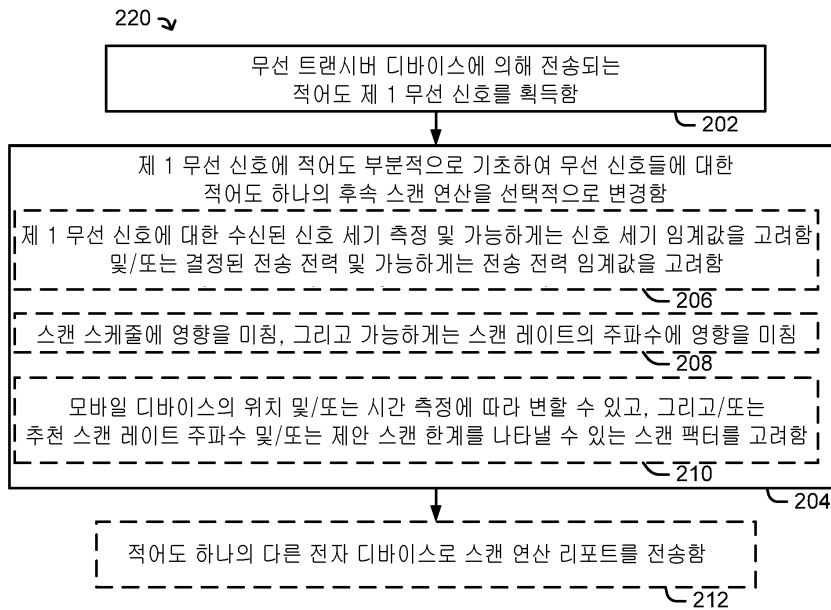 220
무선 트랜시버 디바이스에 의해 전송되는
적어도 제 1 무선 신호를 획득함
202
제 1 무선 신호에 적어도 부분적으로 기초하여 무선 신호들에 대한
적어도 하나의 후속 스캔 연산을 선택적으로 변경함
제 1 무선 신호에 대한 수신된 신호 세기 측정 및 가능하게는 신호 세기 임계값을 고려함
및/또는 결정된 전송 전력 및 가능하게는 전송 전력 임계값을 고려함
206
스캔 스케줄에 영향을 미침, 그리고 가능하게는 스캔 레이트의 주파수에 영향을 미침
208
모바일 디바이스의 위치 및/또는 시간 측정에 따라 변할 수 있고, 그리고/또는
추천 스캔 레이트 주파수 및/또는 제안 스캔 한계를 나타낼 수 있는 스캔 팩터를 고려함
210
204
적어도 하나의 다른 전자 디바이스로 스캔 연산 리포트를 전송함
212